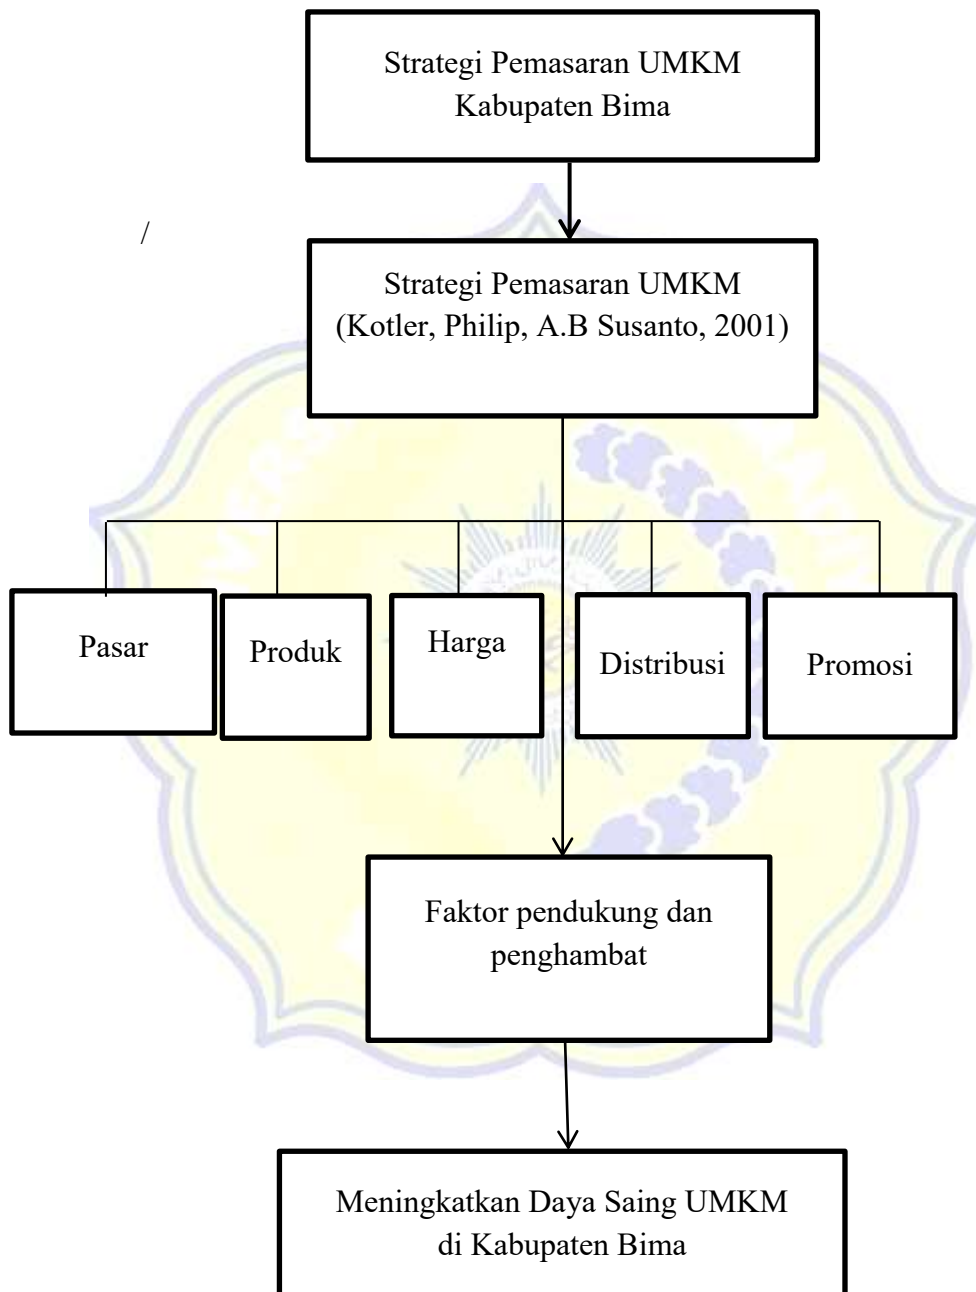 Strategi Pemasaran UMKM
Kabupaten Bima
/
Strategi Pemasaran UMKM
(Kotler, Philip, A.B Susanto, 2001)
Pasar
Produk
Harga
Distribusi
Promosi
Faktor pendukung dan
penghambat
Meningkatkan Daya Saing UMKM
di Kabupaten Bima